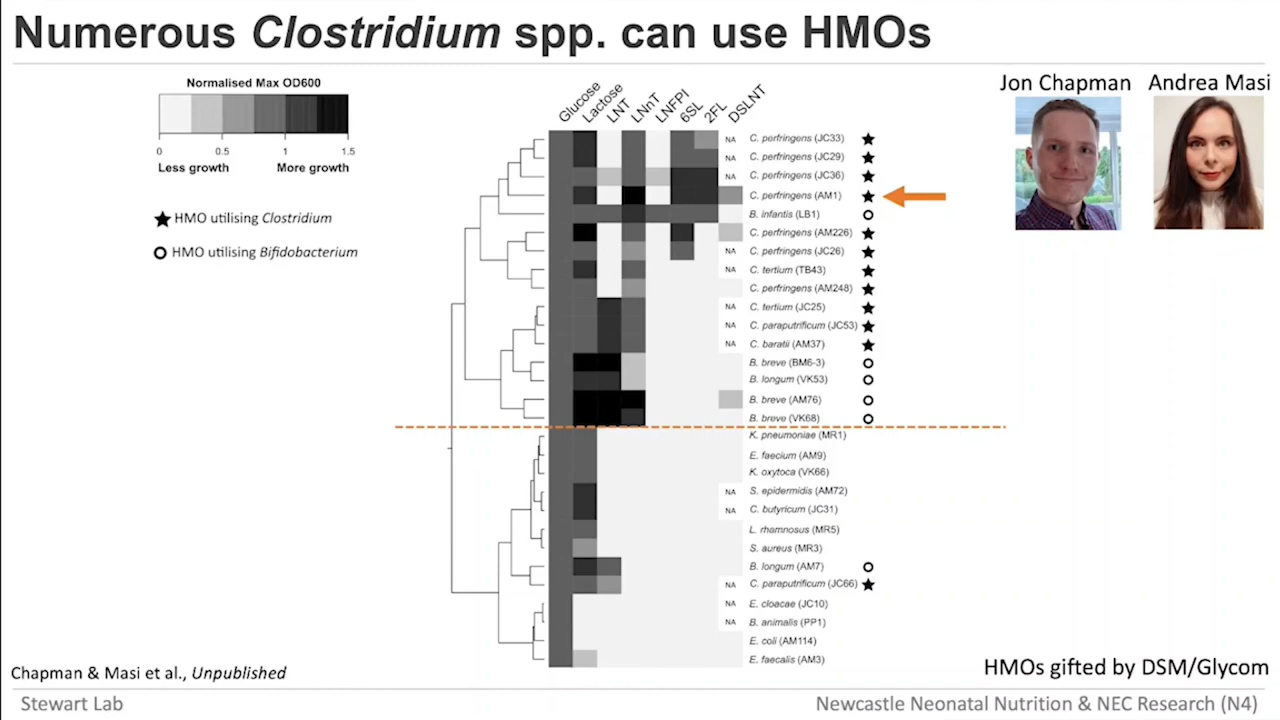 Numerous Clostridium spp. can use HMOs
Normalised Max OD600
0 0.5 1 1.5
Less growth More growth
HMO utilising Clostridium
HMO utilising Bifidobacterium
Glucose
Lactose
LNT
LNnT
LNFPI
6SL
2FL
DSLNT
NA C. perfringens (JC33)
NA C. perfringens (JC29)
NA C. perfringens (JC36)
C. perfringens (AM1)
B. infantis (LB1)
C. perfringens (AM226)
NA C. perfringens (JC26)
NA C. tertium (TB43)
C. perfringens (AM248)
NA C. tertium (JC25)
NA C. paraputrificum (JC53)
NA C. baratii (AM37)
B. breve (BM6-3)
B. longum (VK53)
B. breve (AM76)
B. breve (VK68)
K. pneumoniae (MR1)
E. faecium (AM9)
K. oxytoca (VK66)
NA S. epidermidis (AM72)
NA C. butyricum (JC31)
L. rhamnosus (MR5)
S. aureus (MR3)
B. longum (AM7)
NA C. paraputrificum (JC66)
NA E. cloacae (JC10)
NA B. animalis (PP1)
E. coli (AM114)
E. faecalis (AM3)
Jon Chapman Andrea Masi
Chapman & Masi et al., Unpublished
HMOs gifted by DSM/Glycom
Stewart Lab
Newcastle Neonatal Nutrition & NEC Research (N4)